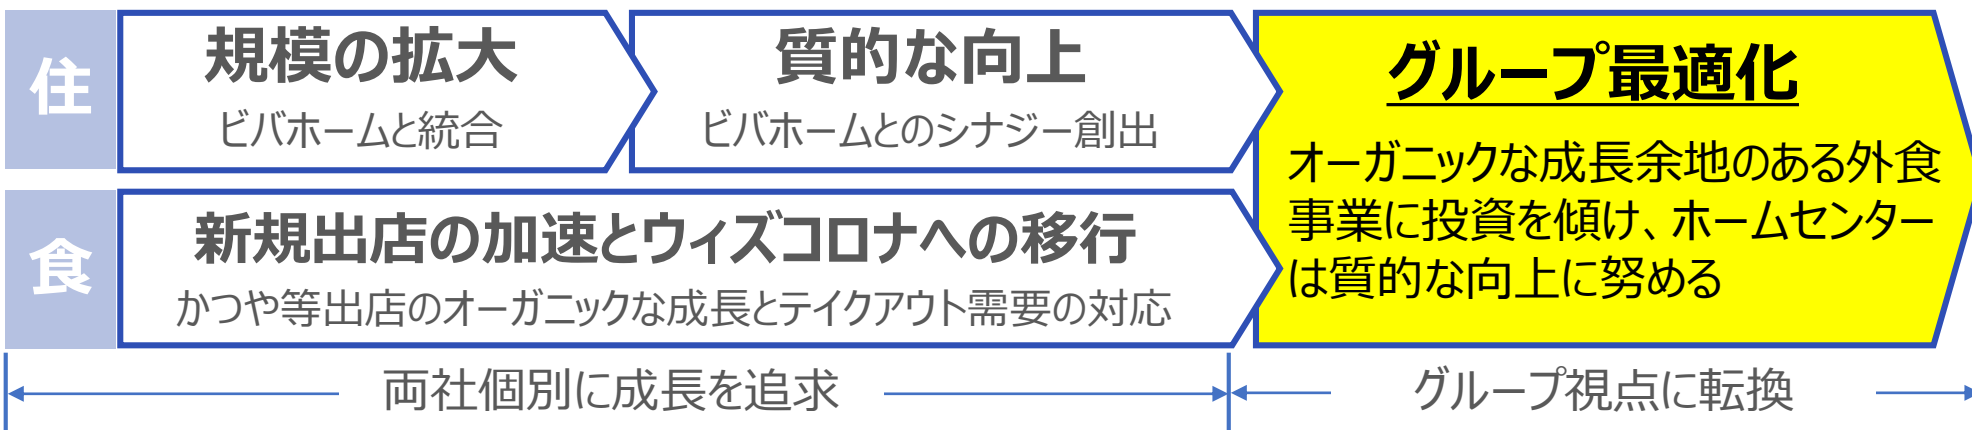 住
規模の拡大
ビバホームと統合
質的な向上
ビバホームとのシナジー創出
食
新規出店の加速とウィズコロナへの移行
かつや等出店のオーガニックな成長とテイクアウト需要の対応
グループ最適化
オーガニックな成長余地のある外食
事業に投資を傾け、ホームセンター
は質的な向上に努める
両社個別に成長を追求
グループ視点に転換